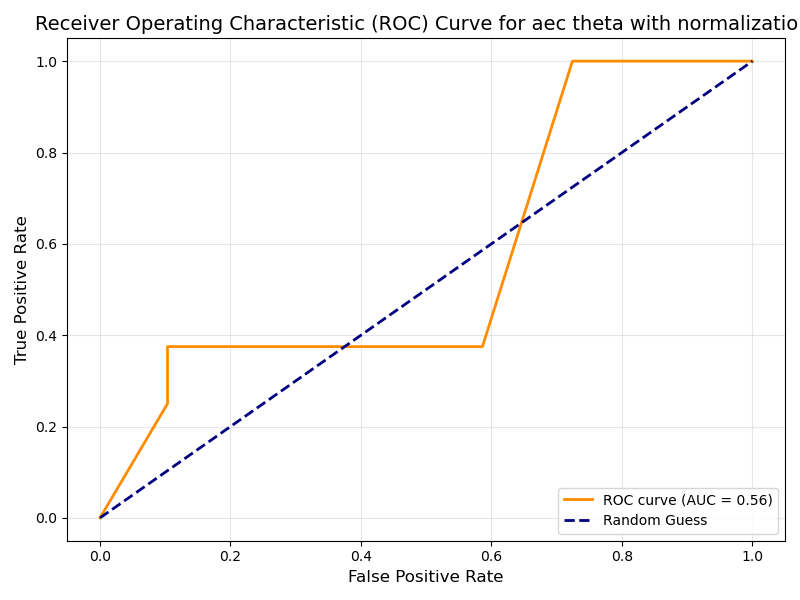 Receiver Operating Characteristic (ROC) Curve for aec theta with normalizatio
1.0
0.8
0.6
0.4
0.2
0.0
True Positive Rate
0.0 0.2 0.4 0.6 0.8 1.0
False Positive Rate
ROC curve (AUC = 0.56)
Random Guess